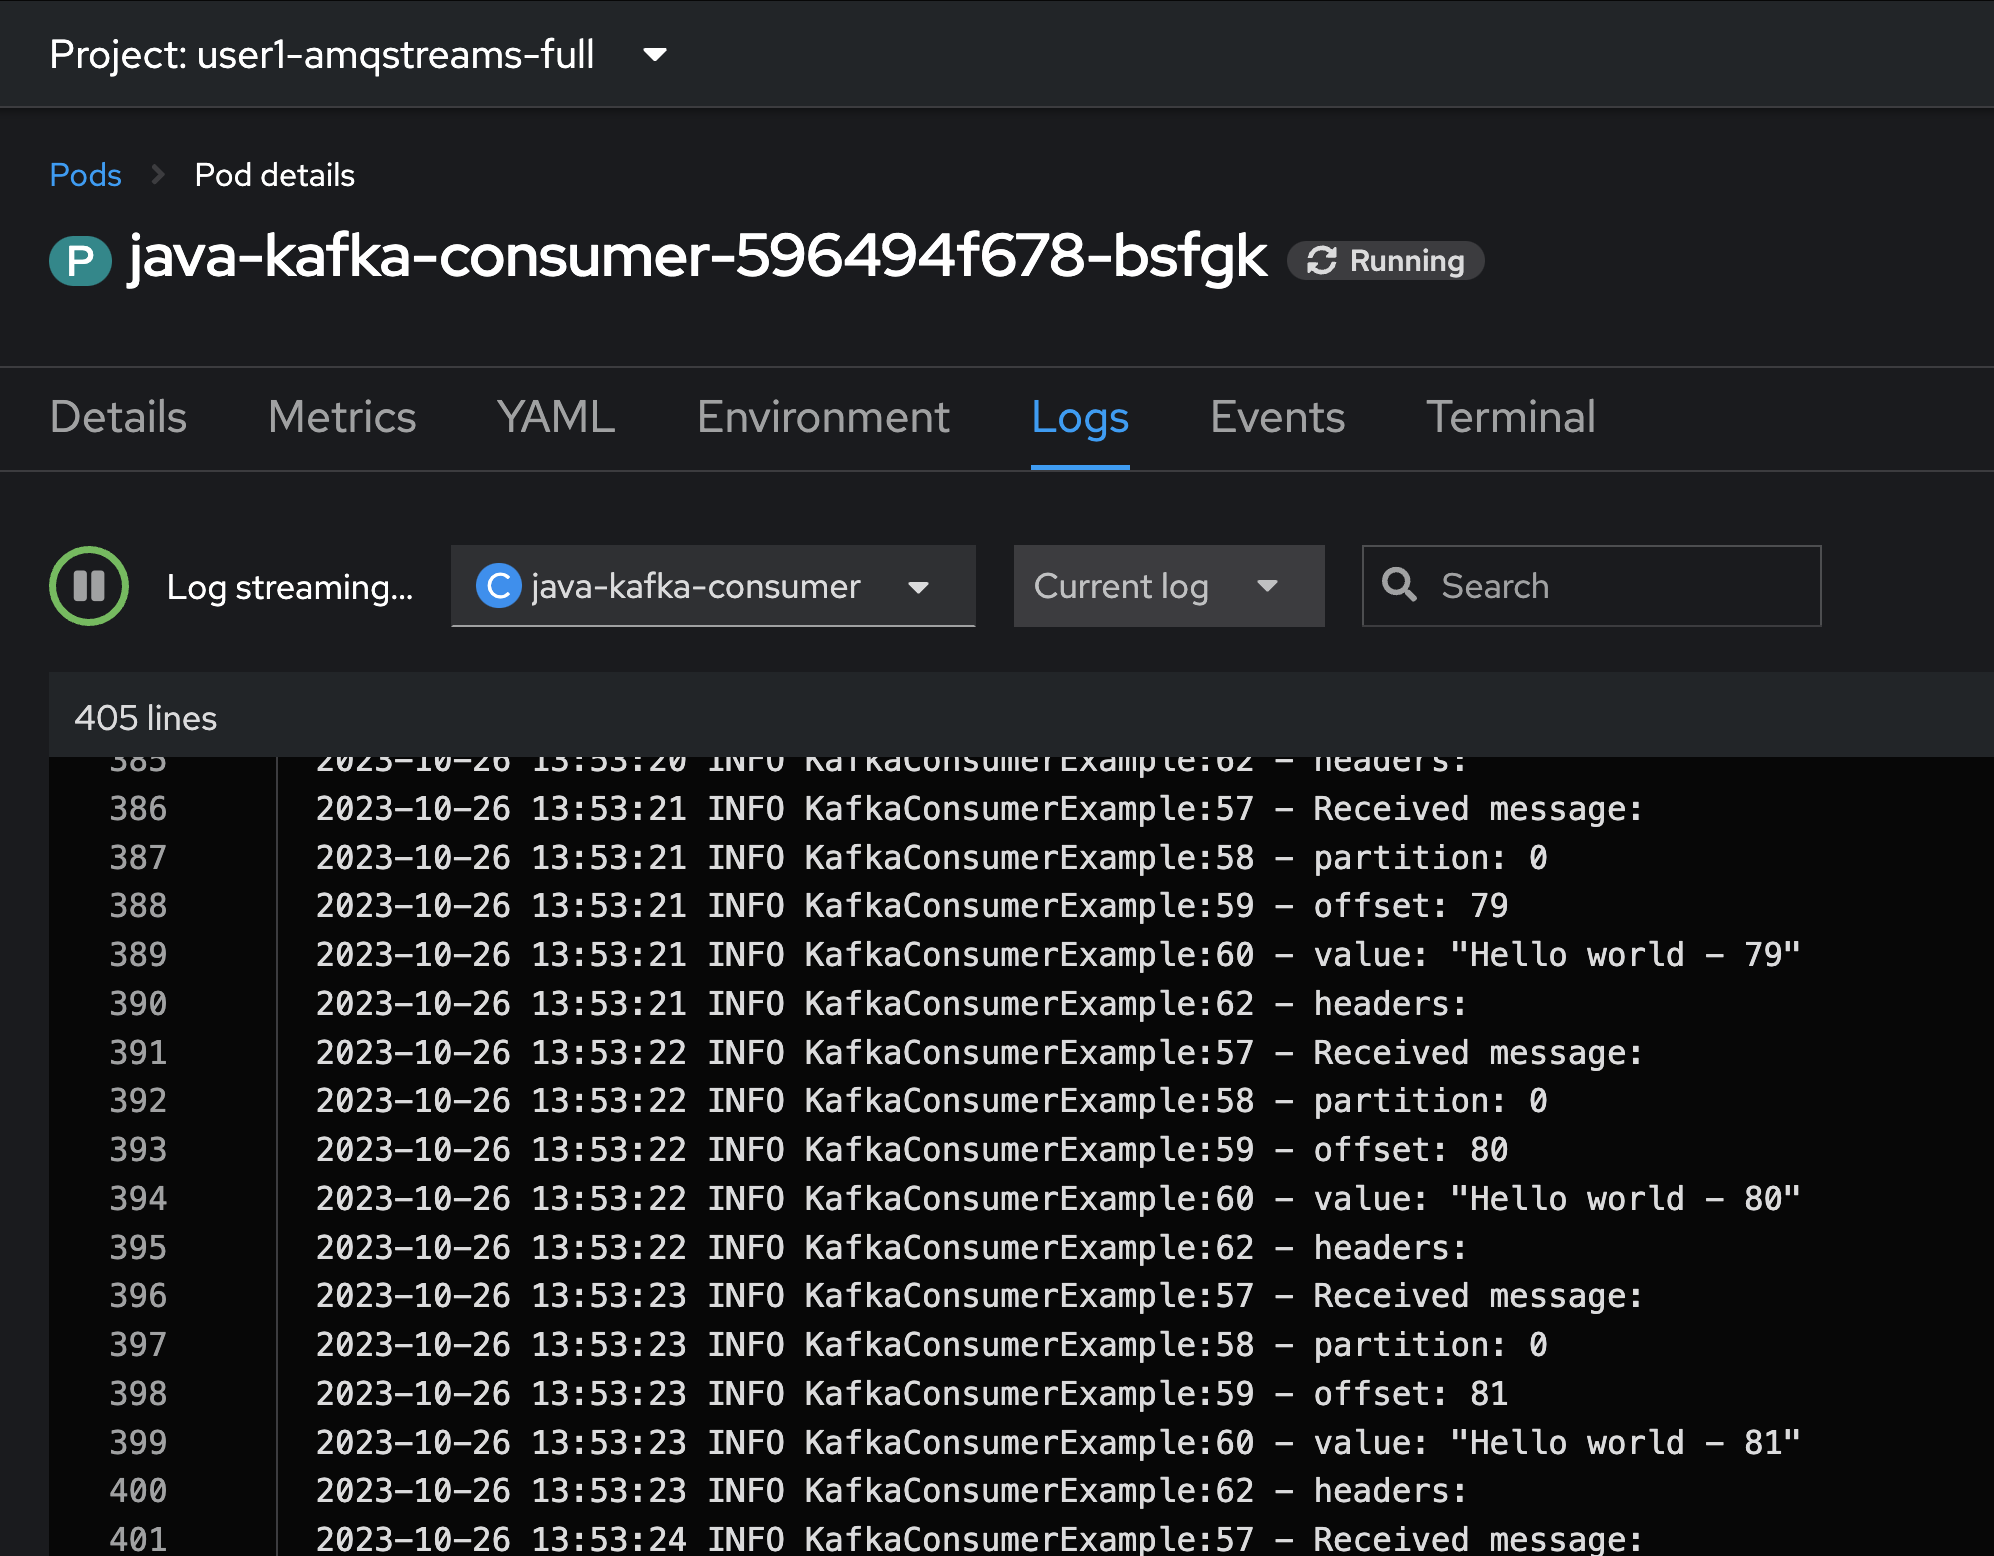 Project: user1-amqstreams-full
Pods Pod details
P java-kafka-consumer-596494f678-bsfgk Running
Details Metrics YAML Environment Logs Events Terminal
Log streaming... C java-kafka-consumer Current log Search
405 lines
385 2023-10-26 13:53:20 INFO KafkaConsumerExample:62 - headers:
386 2023-10-26 13:53:21 INFO KafkaConsumerExample:57 - Received message:
387 2023-10-26 13:53:21 INFO KafkaConsumerExample:58 - partition: 0
388 2023-10-26 13:53:21 INFO KafkaConsumerExample:59 - offset: 79
389 2023-10-26 13:53:21 INFO KafkaConsumerExample:60 - value: "Hello world - 79"
390 2023-10-26 13:53:21 INFO KafkaConsumerExample:62 - headers:
391 2023-10-26 13:53:22 INFO KafkaConsumerExample:57 - Received message:
392 2023-10-26 13:53:22 INFO KafkaConsumerExample:58 - partition: 0
393 2023-10-26 13:53:22 INFO KafkaConsumerExample:59 - offset: 80
394 2023-10-26 13:53:22 INFO KafkaConsumerExample:60 - value: "Hello world - 80"
395 2023-10-26 13:53:22 INFO KafkaConsumerExample:62 - headers:
396 2023-10-26 13:53:23 INFO KafkaConsumerExample:57 - Received message:
397 2023-10-26 13:53:23 INFO KafkaConsumerExample:58 - partition: 0
398 2023-10-26 13:53:23 INFO KafkaConsumerExample:59 - offset: 81
399 2023-10-26 13:53:23 INFO KafkaConsumerExample:60 - value: "Hello world - 81"
400 2023-10-26 13:53:23 INFO KafkaConsumerExample:62 - headers:
401 2023-10-26 13:53:24 INFO KafkaConsumerExample:57 - Received message: